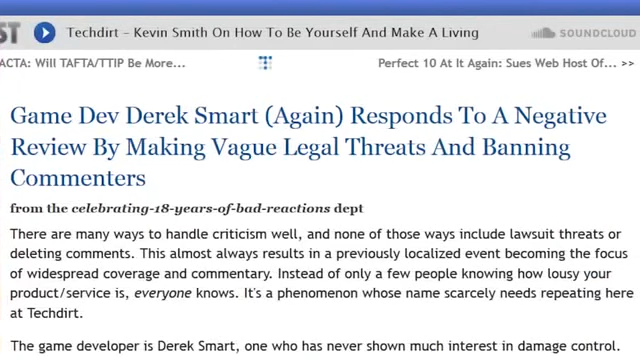 ST Techdirt – Kevin Smith On How To Be Yourself And Make A Living SOUNDCLOUD
ACTA: Will TAFTA/TTIP Be More... Perfect 10 At It Again: Sues Web Host Of... >>
Game Dev Derek Smart (Again) Responds To A Negative
Review By Making Vague Legal Threats And Banning
Commenters
from the celebrating-18-years-of-bad-reactions dept
There are many ways to handle criticism well, and none of those ways include lawsuit threats or
deleting comments. This almost always results in a previously localized event becoming the focus
of widespread coverage and commentary. Instead of only a few people knowing how lousy your
product/service is, everyone knows. It's a phenomenon whose name scarcely needs repeating here
at Techdirt.
The game developer is Derek Smart, one who has never shown much interest in damage control.